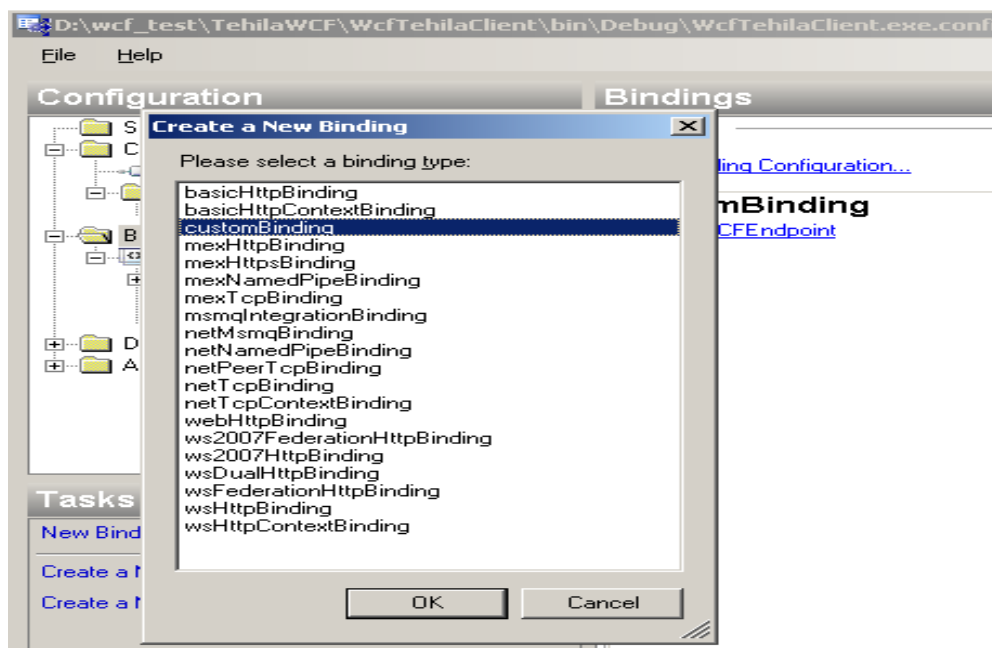 D:\wcf_test\TehilaWCF\WcfTehilaClient\bin\Debug\WcfTehilaClient.exe.confi
File Help
Configuration
Bindings
S
C
B
D
A
Create a New Binding
Please select a binding type:
basicHttpBinding
basicHttpContextBinding
customBinding
mexHttpBinding
mexHttpsBinding
mexNamedPipeBinding
mexTcpBinding
msmqIntegrationBinding
netMsmqBinding
netNamedPipeBinding
netPeerTcpBinding
netTcpBinding
netTcpContextBinding
webHttpBinding
ws2007FederationHttpBinding
ws2007HttpBinding
wsDualHttpBinding
wsFederationHttpBinding
wsHttpBinding
wsHttpContextBinding
OK Cancel
ling Configuration...
mBinding
CFEndpoint
Tasks
New Bind
Create a N
Create a N